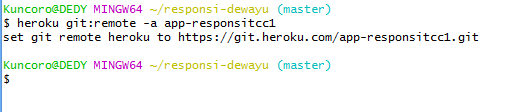 Kuncoro@DEDY MINGW64 ~/responsi-dewayu (master)
$ heroku git:remote -a app-responsitcc1
set git remote heroku to https://git.heroku.com/app-responsitcc1.git
Kuncoro@DEDY MINGW64 ~/responsi-dewayu (master)
$